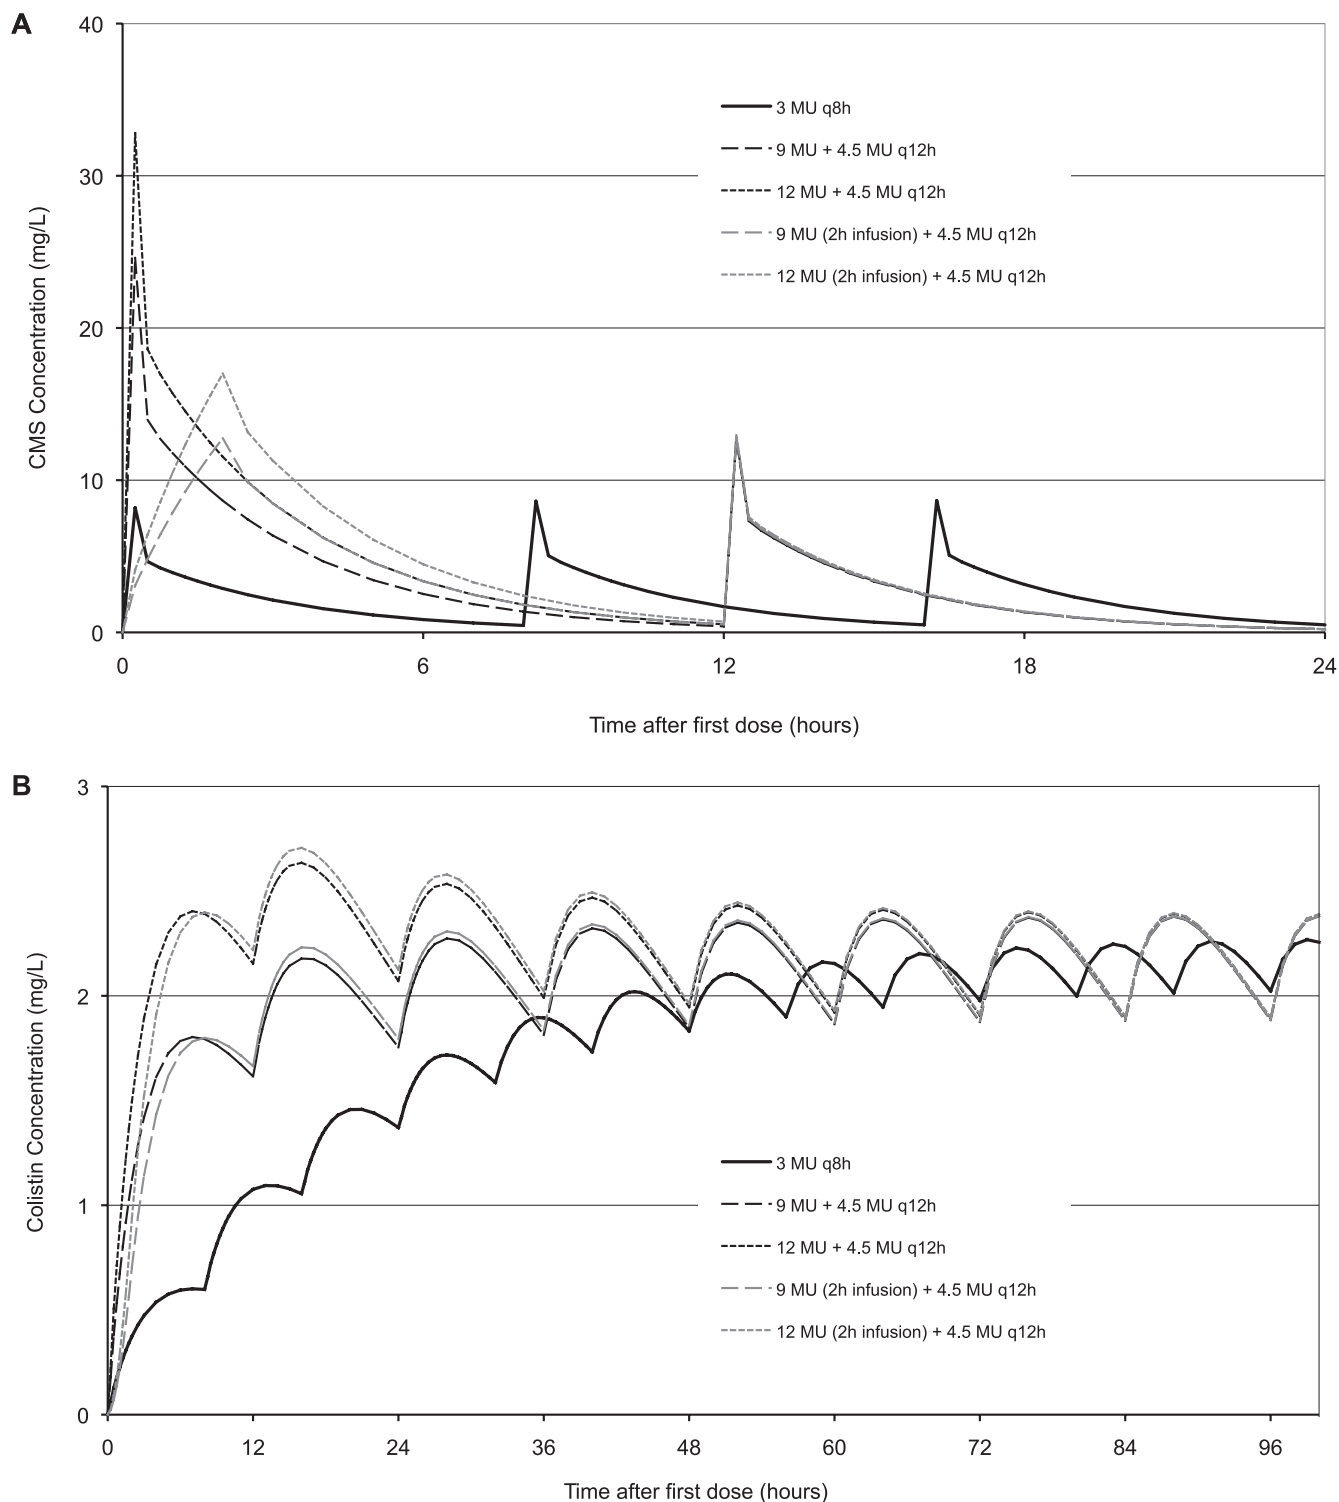 A
40
30
20
10
0
CMS Concentration (mg/L)
3 MU q8h
9 MU + 4.5 MU q12h
12 MU + 4.5 MU q12h
9 MU (2h infusion) + 4.5 MU q12h
12 MU (2h infusion) + 4.5 MU q12h
0 6 12 18 24
Time after first dose (hours)
B
3
2
1
0
Colistin Concentration (mg/L)
3 MU q8h
9 MU + 4.5 MU q12h
12 MU + 4.5 MU q12h
9 MU (2h infusion) + 4.5 MU q12h
12 MU (2h infusion) + 4.5 MU q12h
0 12 24 36 48 60 72 84 96
Time after first dose (hours)